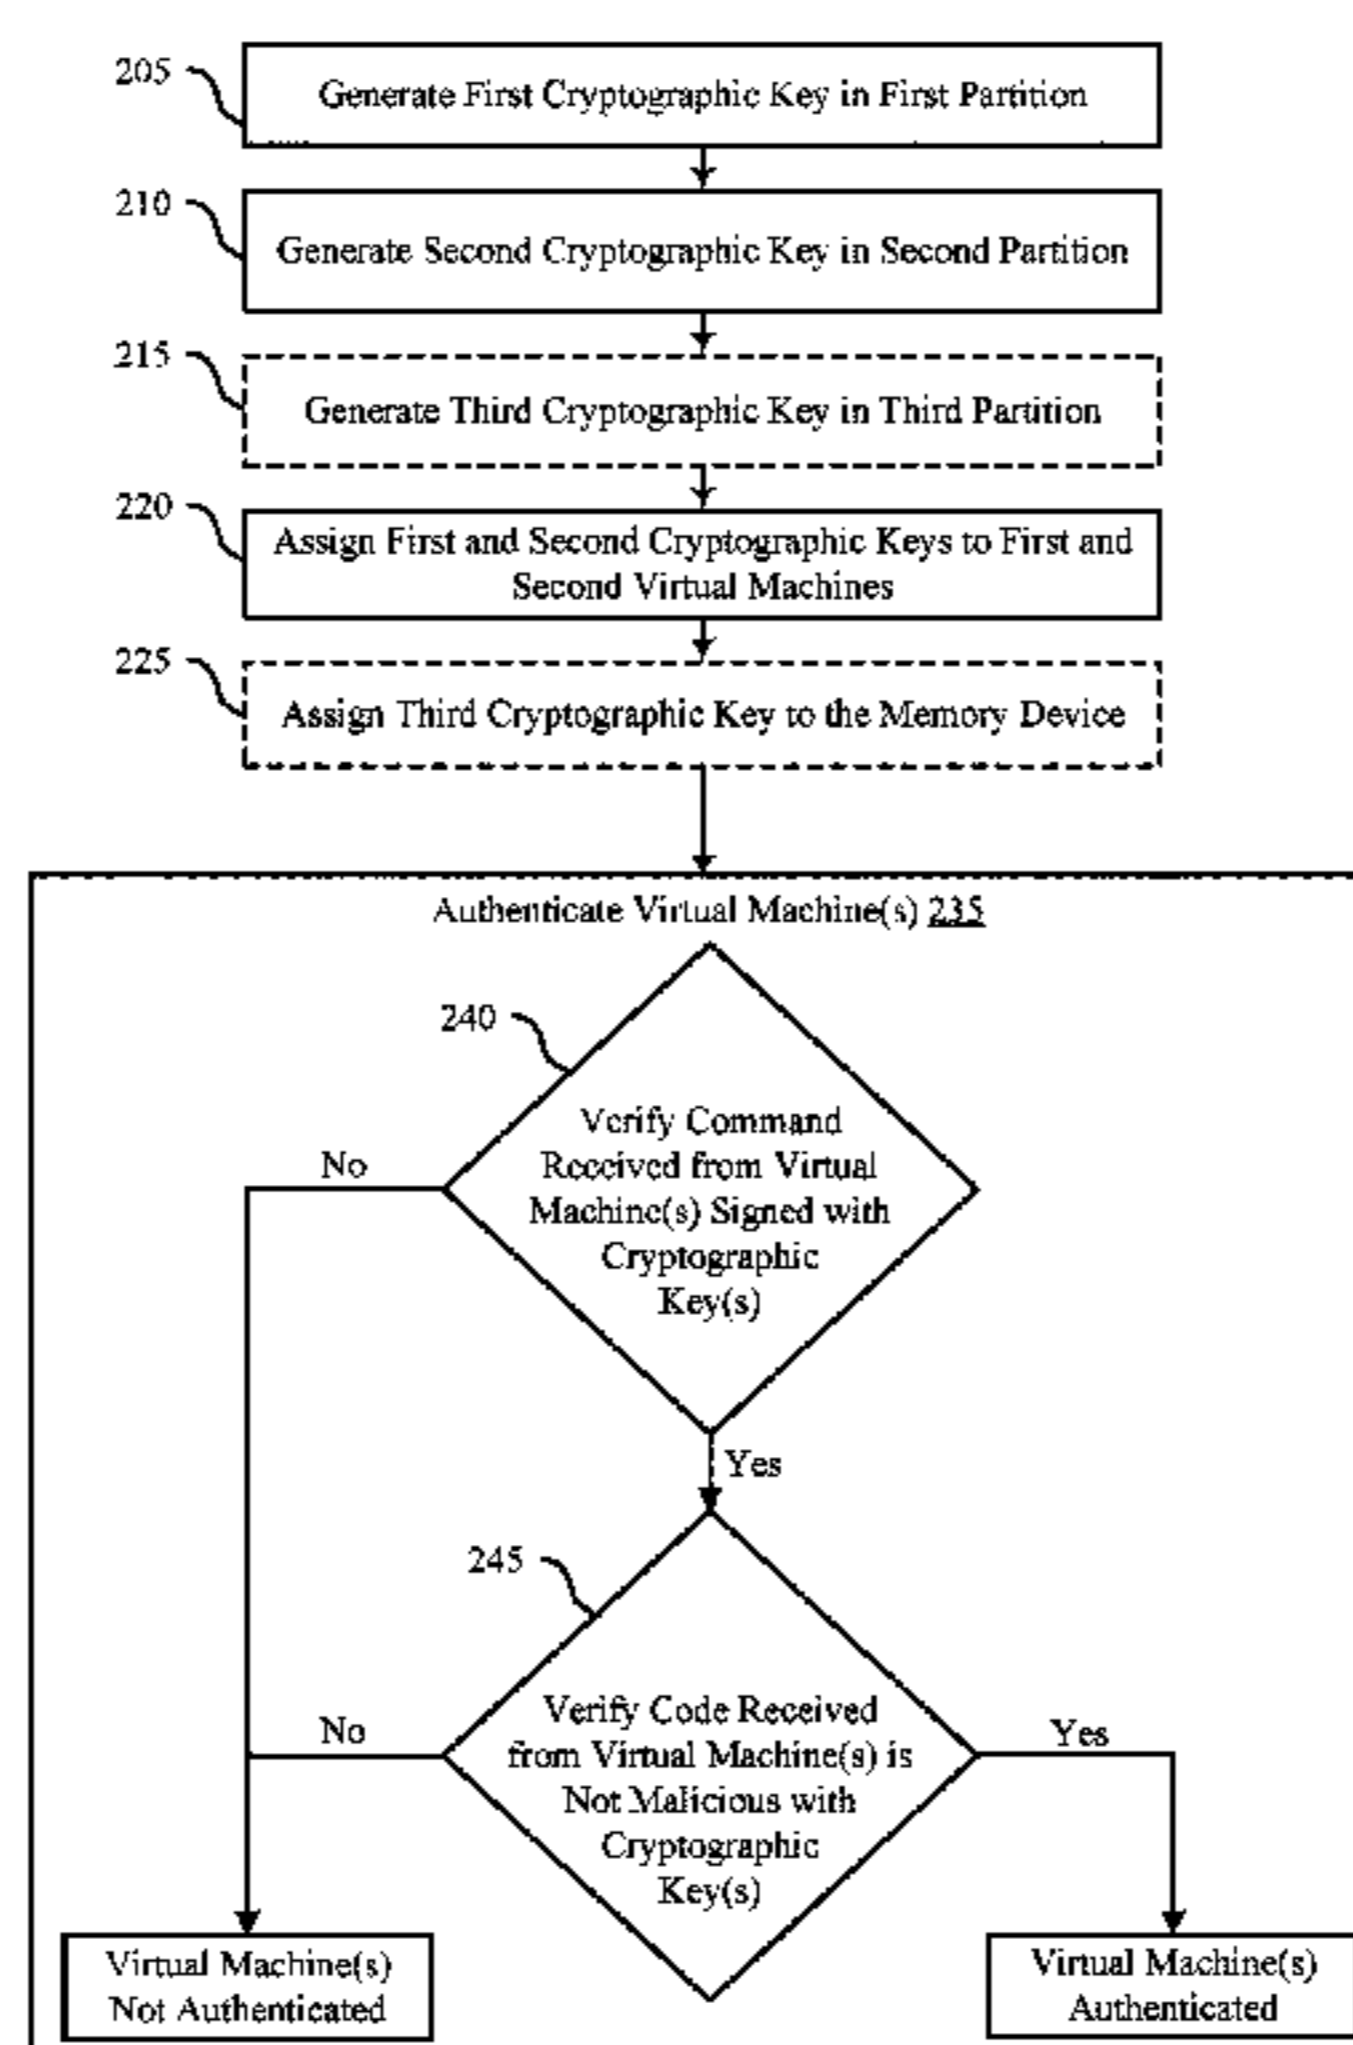 205
Generate First Cryptographic Key in First Partition
210
Generate Second Cryptographic Key in Second Partition
215
Generate Third Cryptographic Key in Third Partition
220
Assign First and Second Cryptographic Keys to First and
Second Virtual Machines
225
Assign Third Cryptographic Key to the Memory Device
Authenticate Virtual Machine(s) 235
240
Verify Command
Received from Virtual
Machine(s) Signed with
Cryptographic
Key(s)
No
Yes
245
Verify Code Received
from Virtual Machine(s) is
Not Malicious with
Cryptographic
Key(s)
No
Yes
Virtual Machine(s)
Not Authenticated
Virtual Machine(s)
Authenticated